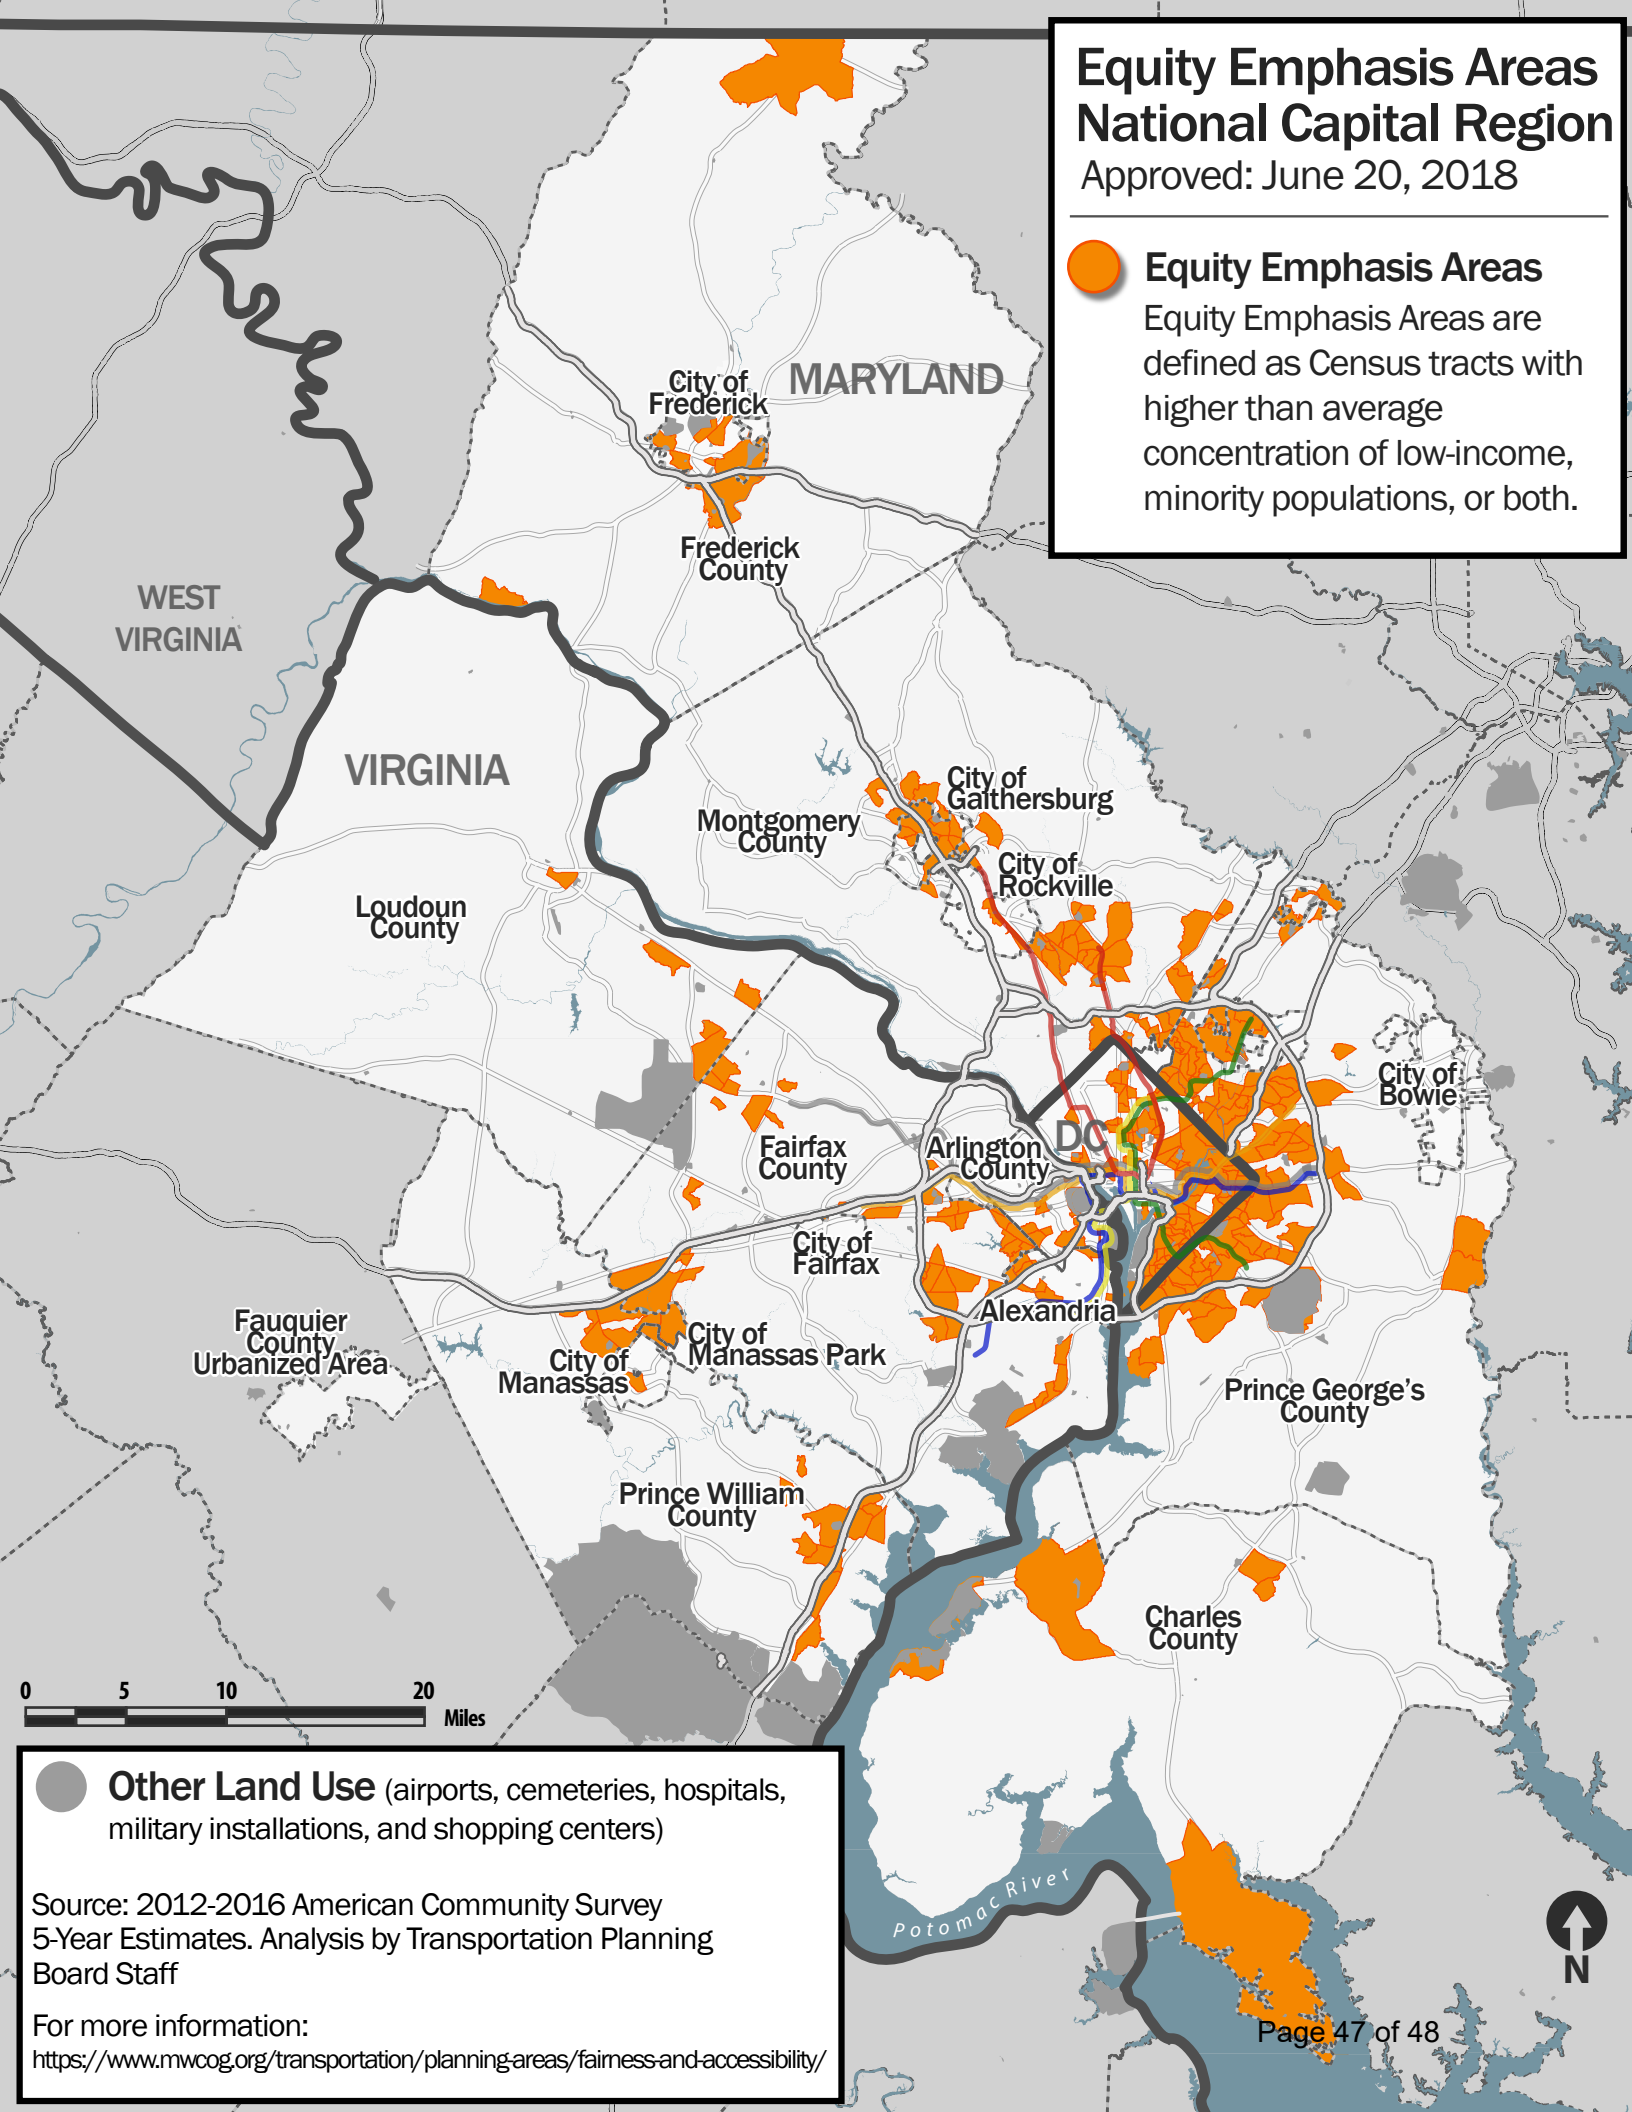 Equity Emphasis Areas
National Capital Region
Approved: June 20, 2018
Equity Emphasis Areas
Equity Emphasis Areas are
defined as Census tracts with
higher than average
concentration of low-income,
minority populations, or both.
City of
Frederick
MARYLAND
Frederick
County
WEST
VIRGINIA
VIRGINIA
City of
Gaithersburg
Montgomery
County
City of
Rockville
Loudoun
County
City of
Bowie
DC
Fairfax
County
Arlington
County
City of
Fairfax
Alexandria
Fauquier
County
Urbanized Area
City of
Manassas Park
City of
Manassas
Prince George's
County
Prince William
County
Charles
County
0 5 10 20
Miles
Other Land Use (airports, cemeteries, hospitals,
military installations, and shopping centers)
Source: 2012-2016 American Community Survey
5-Year Estimates. Analysis by Transportation Planning
Board Staff
For more information:
https://www.mwcog.org/transportation/planning-areas/fairness-and-accessibility/
Potomac River
N
Page 47 of 48